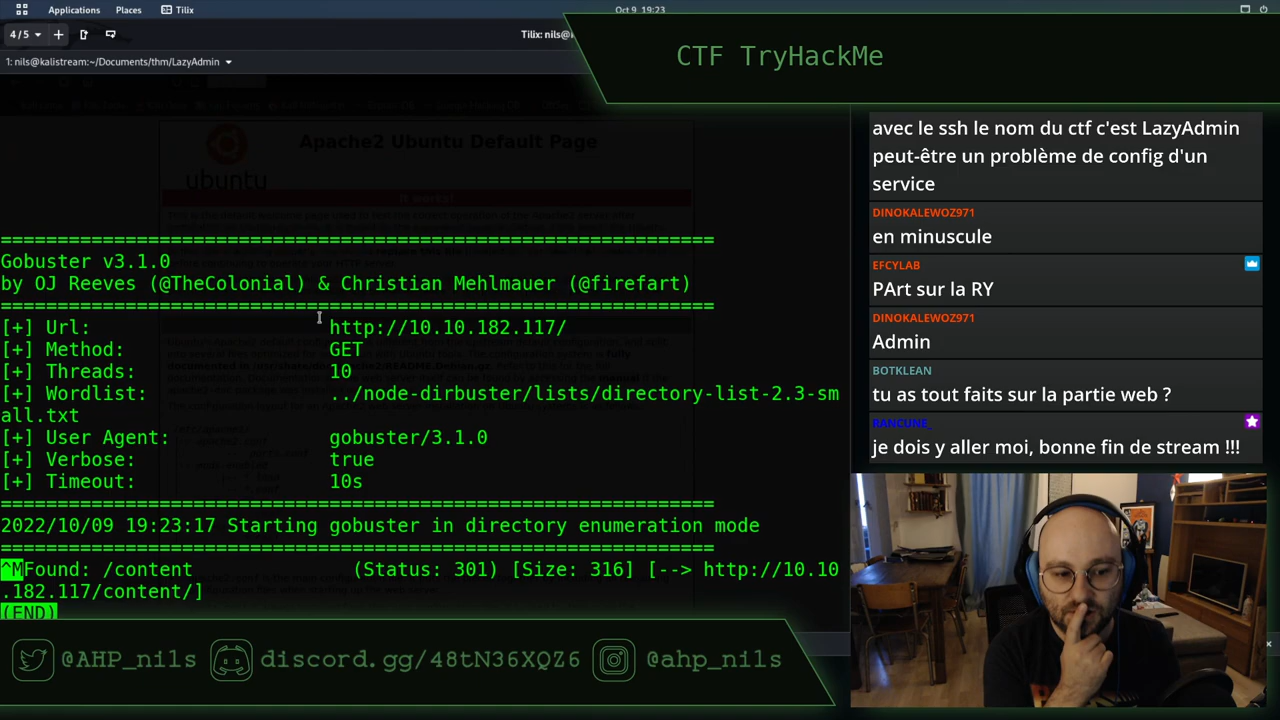 Applications Places Tilix
Oct 9 19:23
4/5
Tilix: nils@
1: nils@kalistream:~/Documents/thm/LazyAdmin
CTF TryHackMe
Apache2 Ubuntu Default Page
ubuntu
===================================================================
Gobuster v3.1.0
by OJ Reeves (@TheColonial) & Christian Mehlmauer (@firefart)
===================================================================
[+] Url: http://10.10.182.117/
[+] Method: GET
[+] Threads: 10
[+] Wordlist: ../node-dirbuster/lists/directory-list-2.3-sm
all.txt
[+] User Agent: gobuster/3.1.0
[+] Verbose: true
[+] Timeout: 10s
===================================================================
2022/10/09 19:23:17 Starting gobuster in directory enumeration mode
===================================================================
^MFound: /content (Status: 301) [Size: 316] [--> http://10.10
.182.117/content/]
(END)
avec le ssh le nom du ctf c'est LazyAdmin
peut-être un problème de config d'un
service
DINOKALEWOZ971
en minuscule
EFCYLAB
PArt sur la RY
DINOKALEWOZ971
Admin
BOTKLEAN
tu as tout faits sur la partie web ?
RANCUNE_
je dois y aller moi, bonne fin de stream !!!
@AHP_nils discord.gg/48tN36XQZ6 @ahp_nils